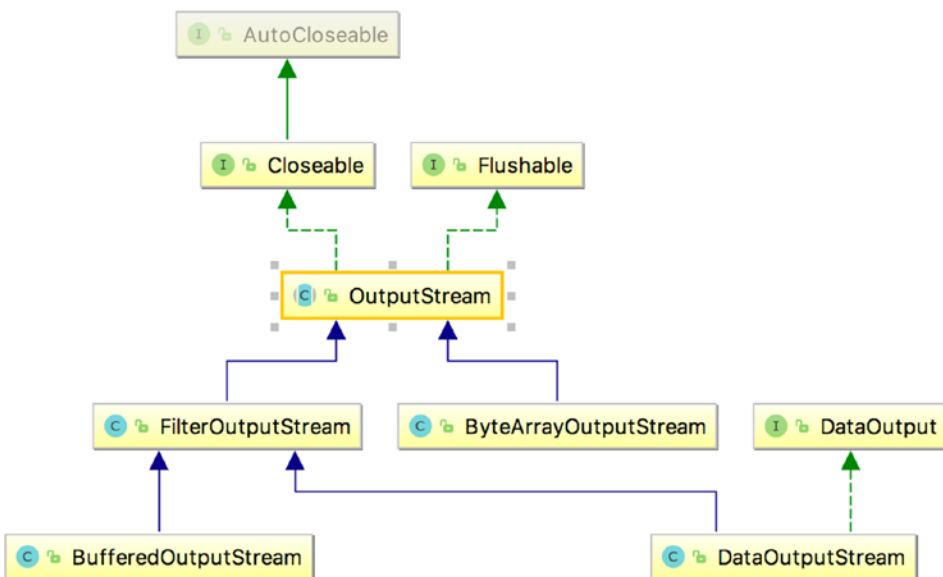 I AutoCloseable
I Closeable
I Flushable
C OutputStream
C FilterOutputStream
C ByteArrayOutputStream
I DataOutput
C BufferedOutputStream
C DataOutputStream